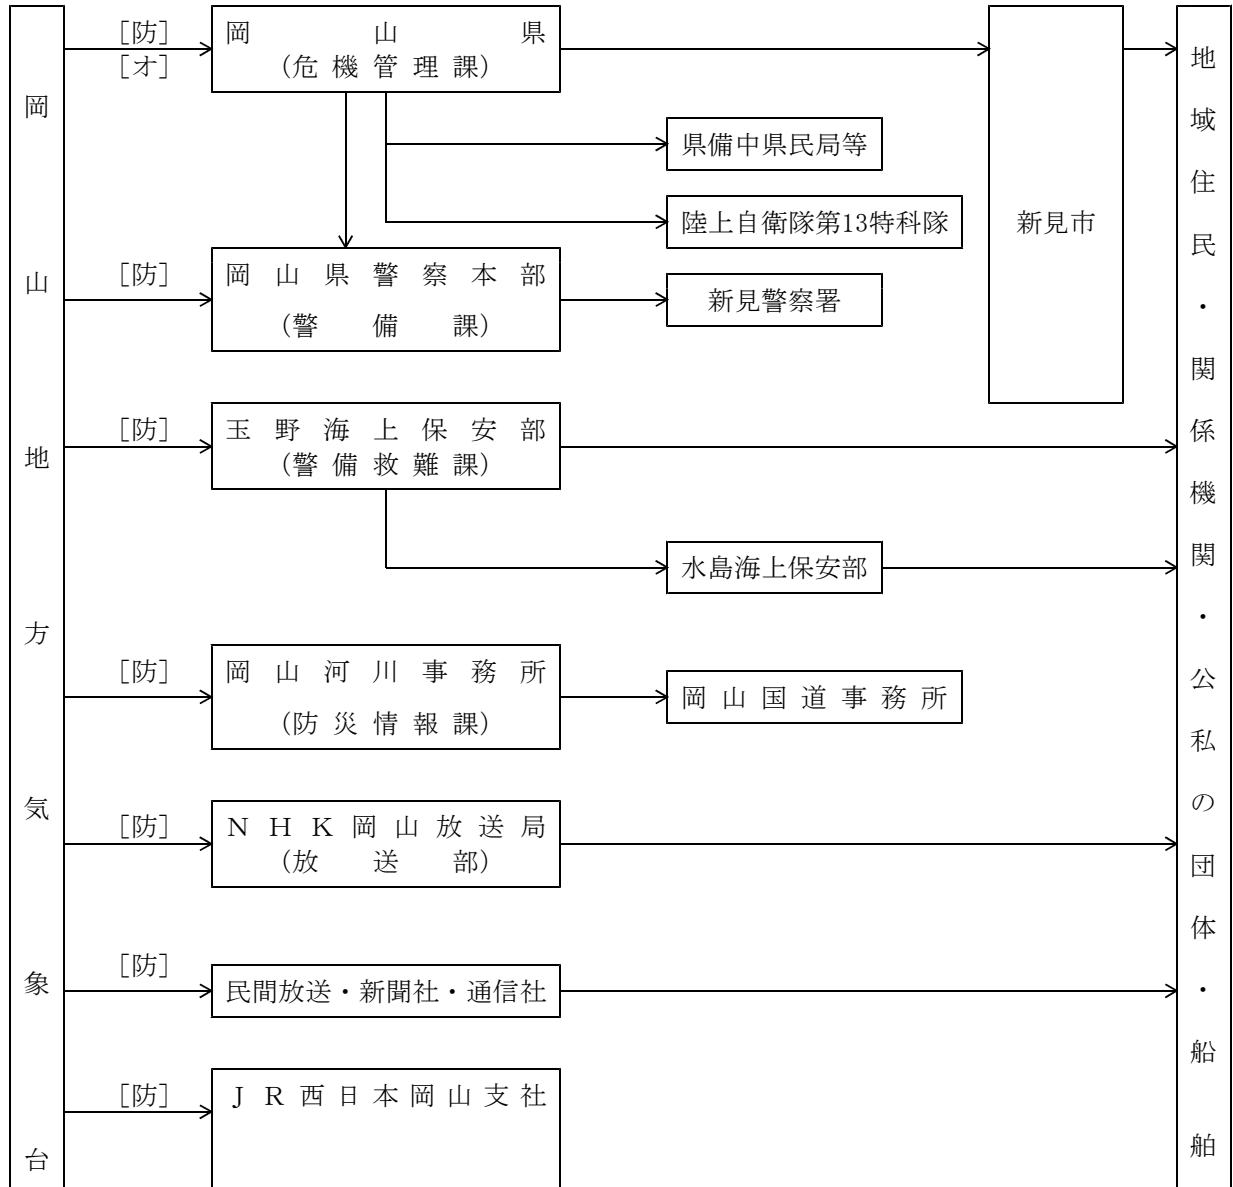 岡山地方気象台
［防］
［オ］
岡山県
（危機管理課）
県備中県民局等
陸上自衛隊第13特科隊
新見市
［防］
岡山県警察本部
（警備課）
新見警察署
［防］
玉野海上保安部
（警備救難課）
水島海上保安部
［防］
岡山河川事務所
（防災情報課）
岡山国道事務所
［防］
ＮＨＫ岡山放送局
（放送部）
［防］
民間放送・新聞社・通信社
［防］
ＪＲ西日本岡山支社
地域住民・関係機関・公私の団体・船舶